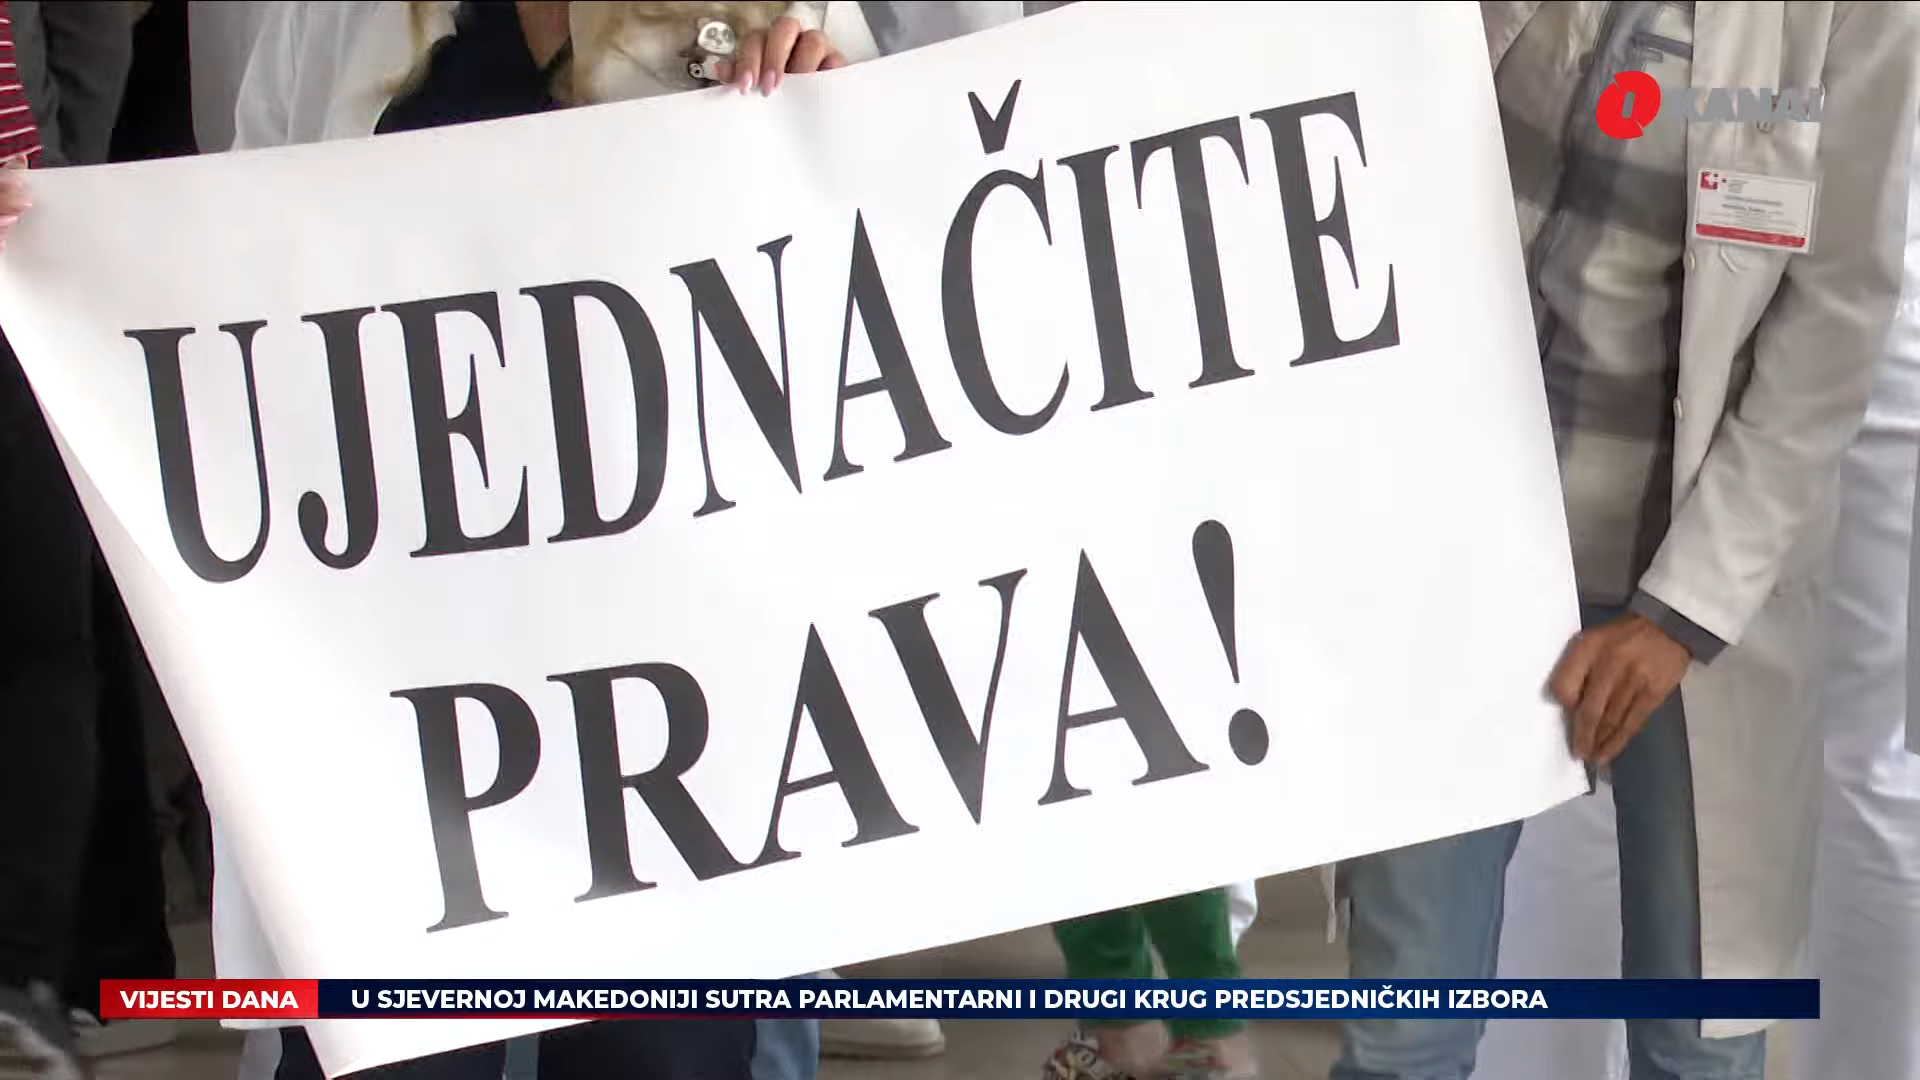 UJEDNAČITE
PRAVA!
O KANAL
VIJESTI DANA
U SJEVERNOJ MAKEDONIJI SUTRA PARLAMENTARNI I DRUGI KRUG PREDSJEDNIČKIH IZBORA